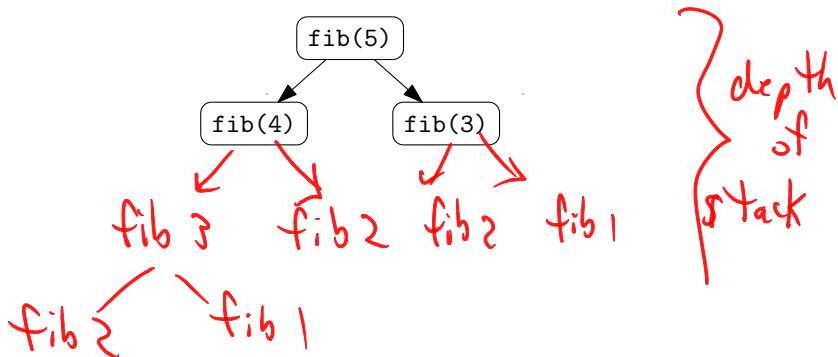 fib(5)
fib(4) fib(3)
fib 3 fib 2 fib 2 fib 1
fib 2 fib 1
depth
of
stack